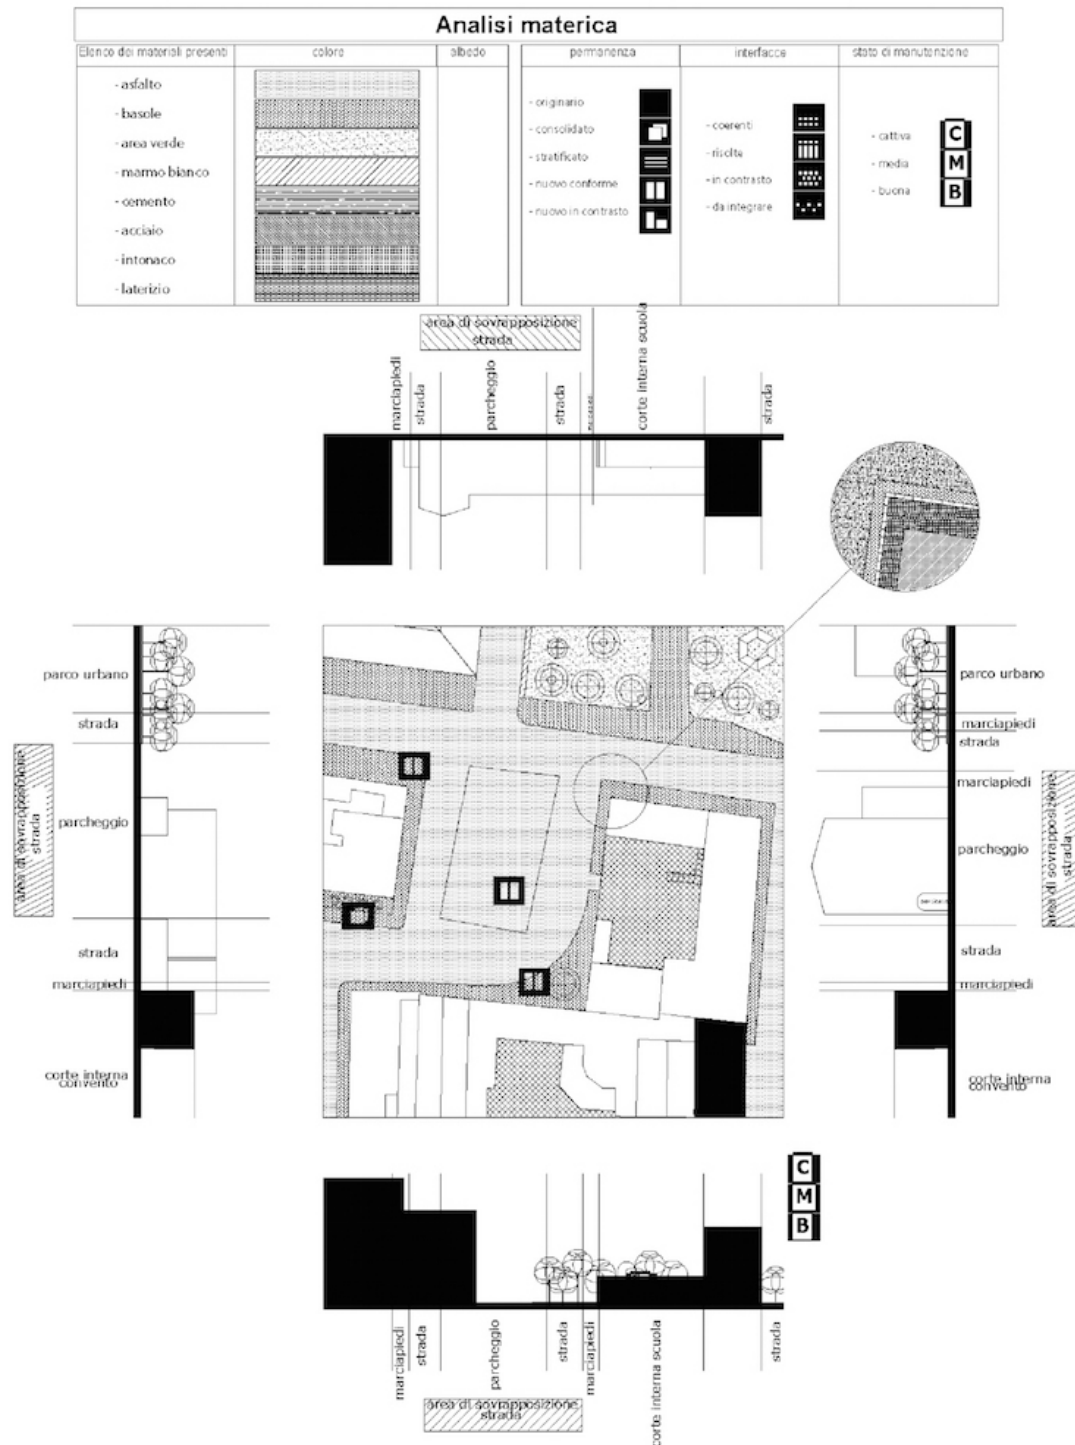 Analisi materica
Elenco dei materiali presenti
colore
albedo
permanenza
interfacce
stato di manutenzione
- asfalto
- basole
- area verde
- marmo bianco
- cemento
- acciaio
- intonaco
- laterizio
- originario
- consolidato
- stratificato
- nuovo conforme
- nuovo in contrasto
- coerenti
- risolte
- in contrasto
- da integrare
- cattiva
- media
- buona
C
M
B
area di sovrapposizione
strada
marciapiedi
strada
parcheggio
strada
corte interna scuola
strada
parco urbano
strada
area di sovrapposizione
strada
parcheggio
strada
marciapiedi
corte interna
convento
parco urbano
marciapiedi
strada
marciapiedi
parcheggio
area di sovrapposizione
strada
strada
marciapiedi
corte interna
convento
C
M
B
marciapiedi
strada
parcheggio
strada
marciapiedi
corte interna scuola
strada
area di sovrapposizione
strada